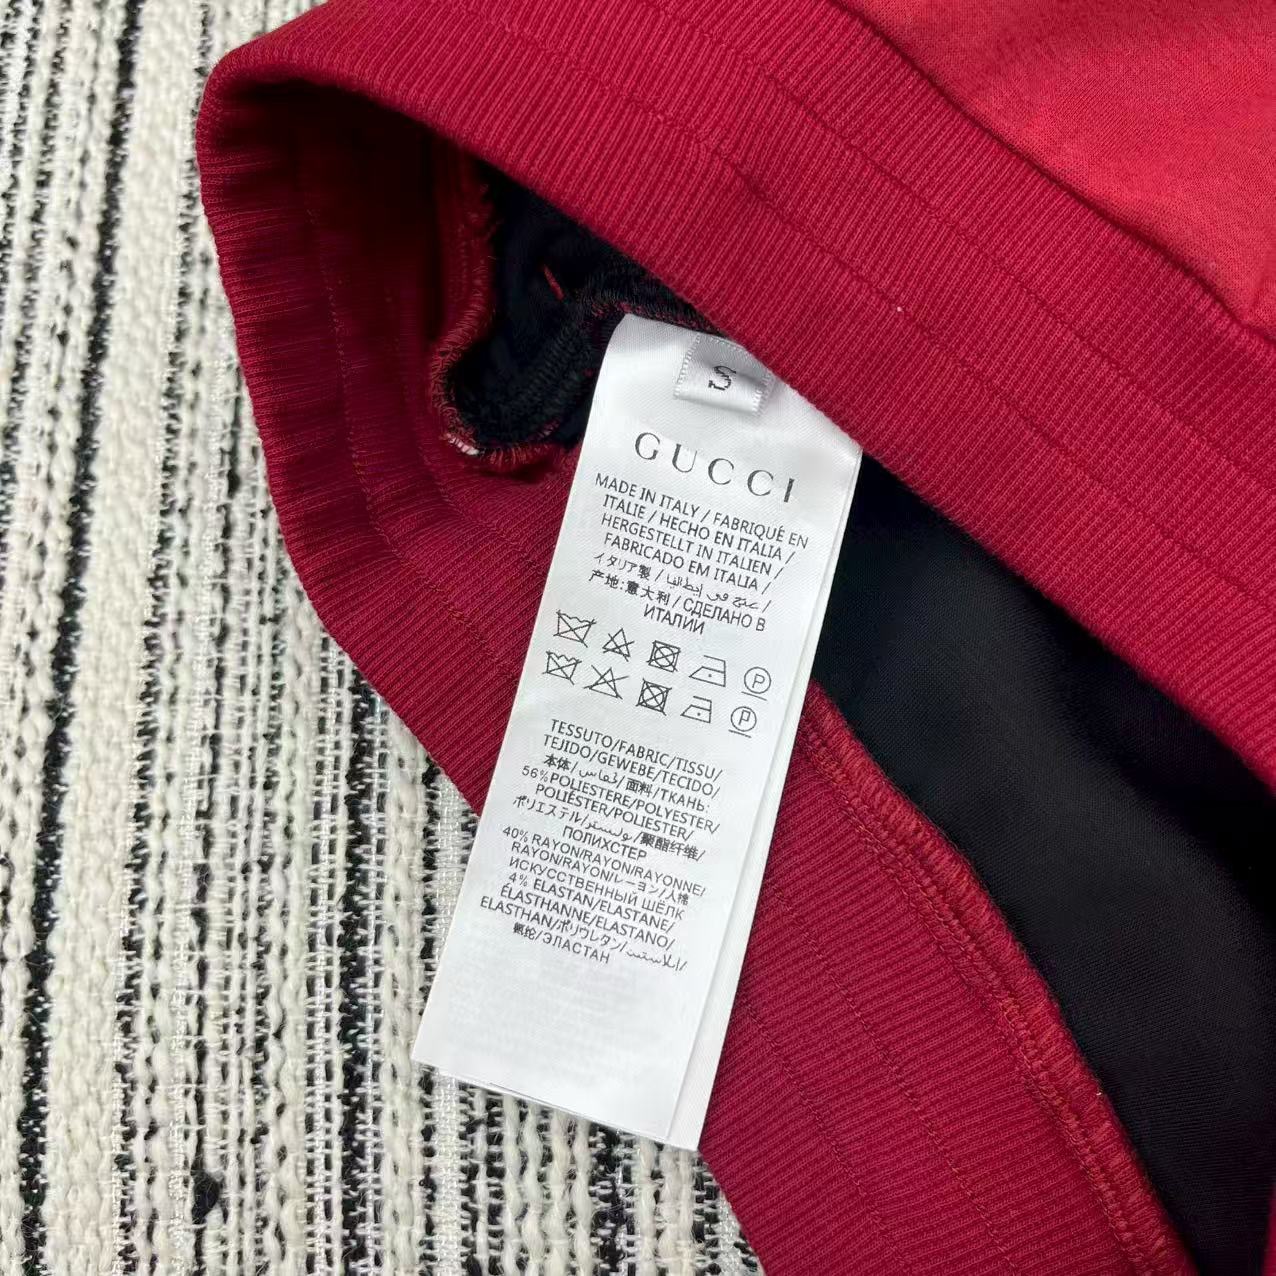 S
GUCCI
MADE IN ITALY / FABRIQUÉ EN
ITALIE / HECHO EN ITALIA /
HERGESTELLT IN ITALIEN /
FABRICADO EM ITALIA /
イタリア製 / صنع في إيطاليا /
产地:意大利 / СДЕЛАНО В
ИТАЛИИ
P
P
TESSUTO/FABRIC/TISSU/
TEJIDO/GEWEBE/TECIDO/
本体/قماس/面料/ТКАНЬ:
56%POLIESTERE/POLYESTER/
POLIÉSTER/POLIESTER/
ポリエステル/وليستر/聚酯纤维/
ПОЛИХСТЕР
40% RAYON/RAYON/RAYONNE/
RAYON/RAYON/レーヨン/人棉
ИСКУССТВЕННЫЙ ШЁЛК
4% ELASTAN/ELASTANE/
ÉLASTHANNE/ELASTANO/
ELASTHAN/ポリウレタン/
氨纶/ЭЛАСТАН